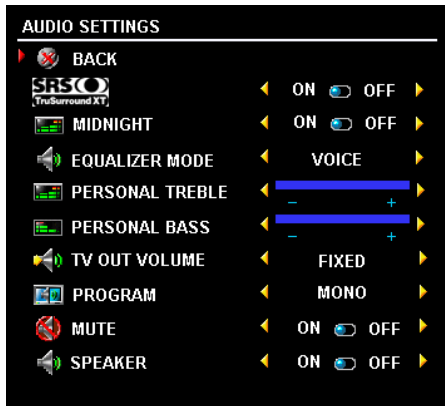 AUDIO SETTINGS
BACK
SRS(●)
TruSurround XT
ON OFF
MIDNIGHT ON OFF
EQUALIZER MODE VOICE
PERSONAL TREBLE
- +
PERSONAL BASS
- +
TV OUT VOLUME FIXED
PROGRAM MONO
MUTE ON OFF
SPEAKER ON OFF